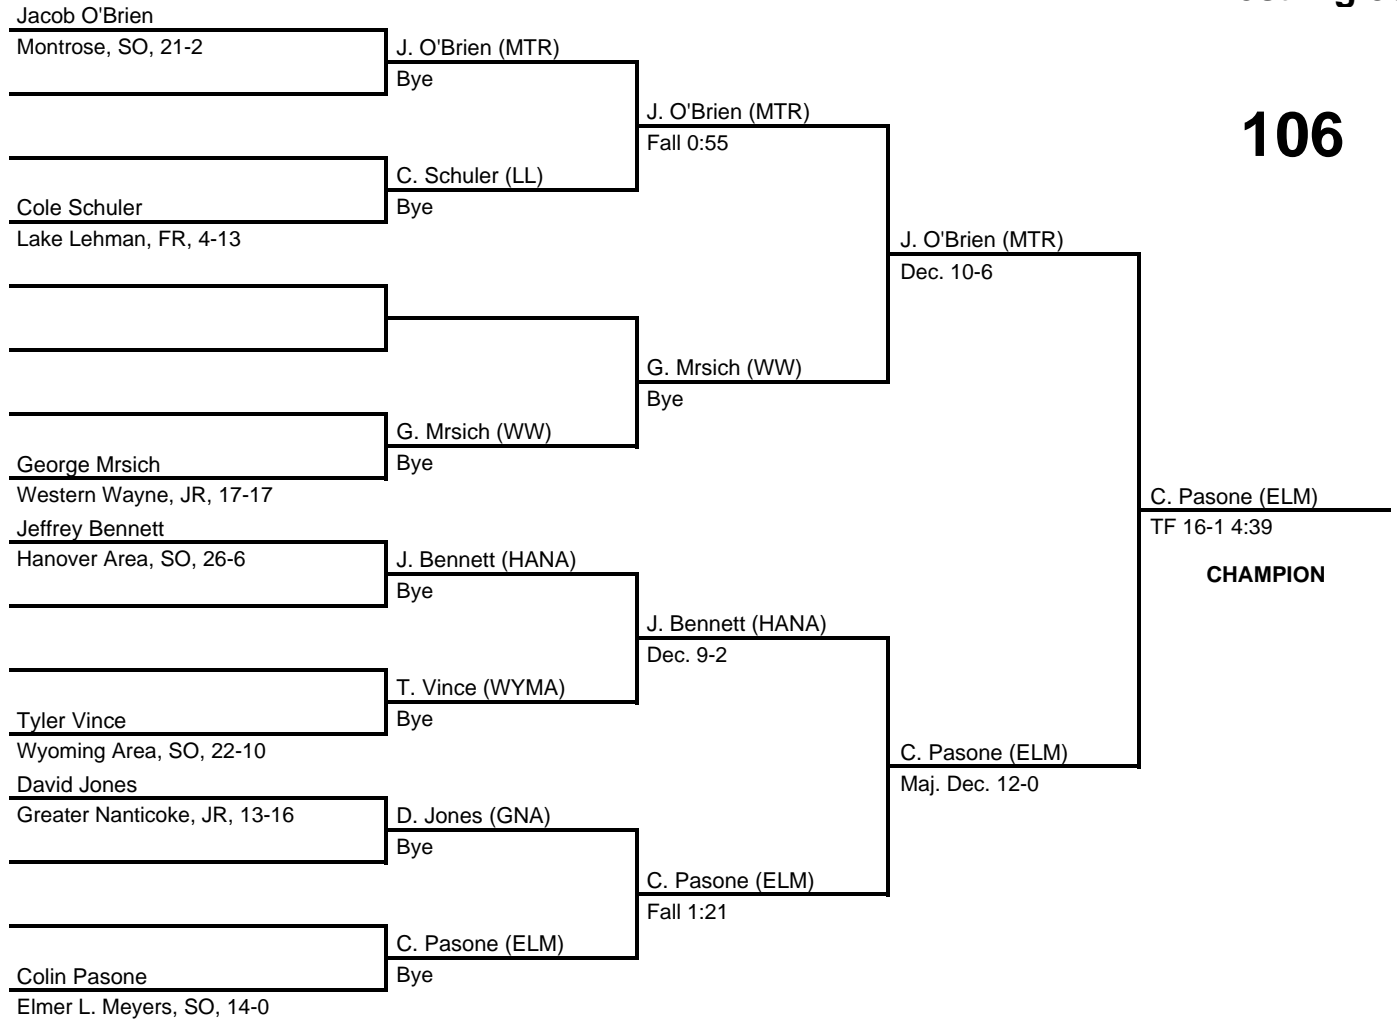 Jacob O'Brien
Montrose, SO, 21-2
J. O'Brien (MTR)
Bye
J. O'Brien (MTR)
Fall 0:55
106
C. Schuler (LL)
Bye
Cole Schuler
Lake Lehman, FR, 4-13
J. O'Brien (MTR)
Dec. 10-6
G. Mrsich (WW)
Bye
G. Mrsich (WW)
Bye
George Mrsich
Western Wayne, JR, 17-17
C. Pasone (ELM)
TF 16-1 4:39
CHAMPION
Jeffrey Bennett
Hanover Area, SO, 26-6
J. Bennett (HANA)
Bye
J. Bennett (HANA)
Dec. 9-2
T. Vince (WYMA)
Bye
Tyler Vince
Wyoming Area, SO, 22-10
C. Pasone (ELM)
Maj. Dec. 12-0
David Jones
Greater Nanticoke, JR, 13-16
D. Jones (GNA)
Bye
C. Pasone (ELM)
Fall 1:21
C. Pasone (ELM)
Bye
Colin Pasone
Elmer L. Meyers, SO, 14-0